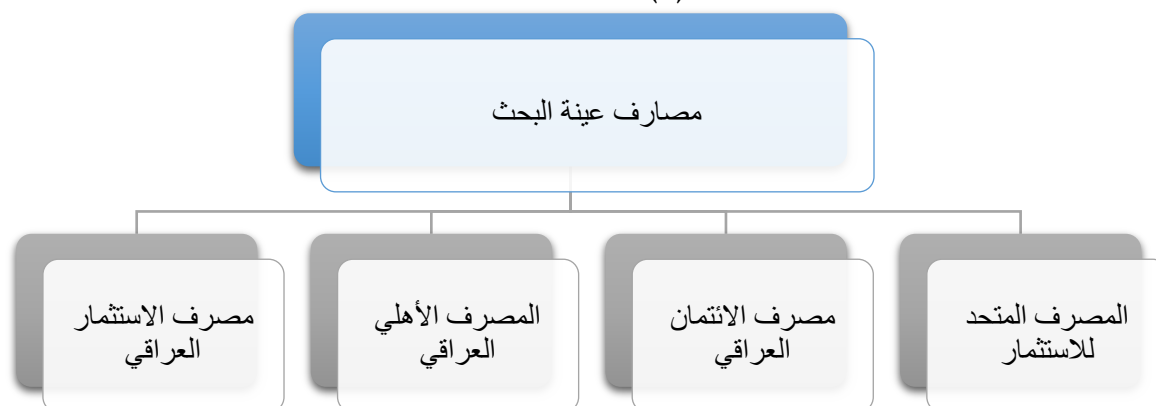 مصارف عينة البحث
المصرف المتحد
للاستثمار
مصرف الائتمان
العراقي
المصرف الأهلي
العراقي
مصرف الاستثمار
العراقي